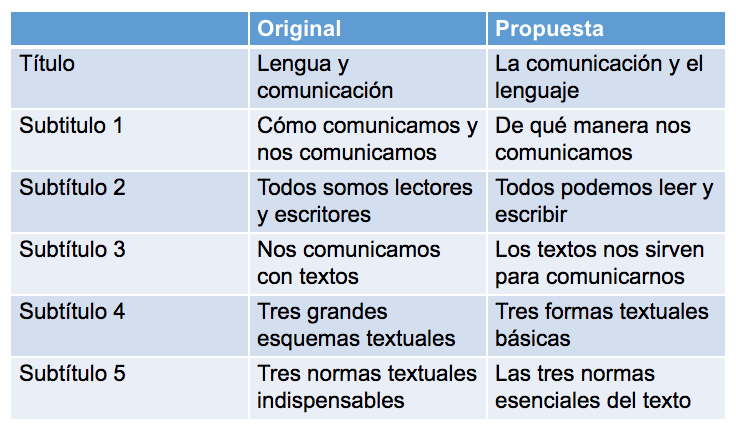 Original Propuesta
Título Lengua y La comunicación y el
comunicación lenguaje
Subtitulo 1 Cómo comunicamos y De qué manera nos
nos comunicamos comunicamos
Subtítulo 2 Todos somos lectores Todos podemos leer y
y escritores escribir
Subtítulo 3 Nos comunicamos Los textos nos sirven
con textos para comunicarnos
Subtítulo 4 Tres grandes Tres formas textuales
esquemas textuales básicas
Subtítulo 5 Tres normas textuales Las tres normas
indispensables esenciales del texto